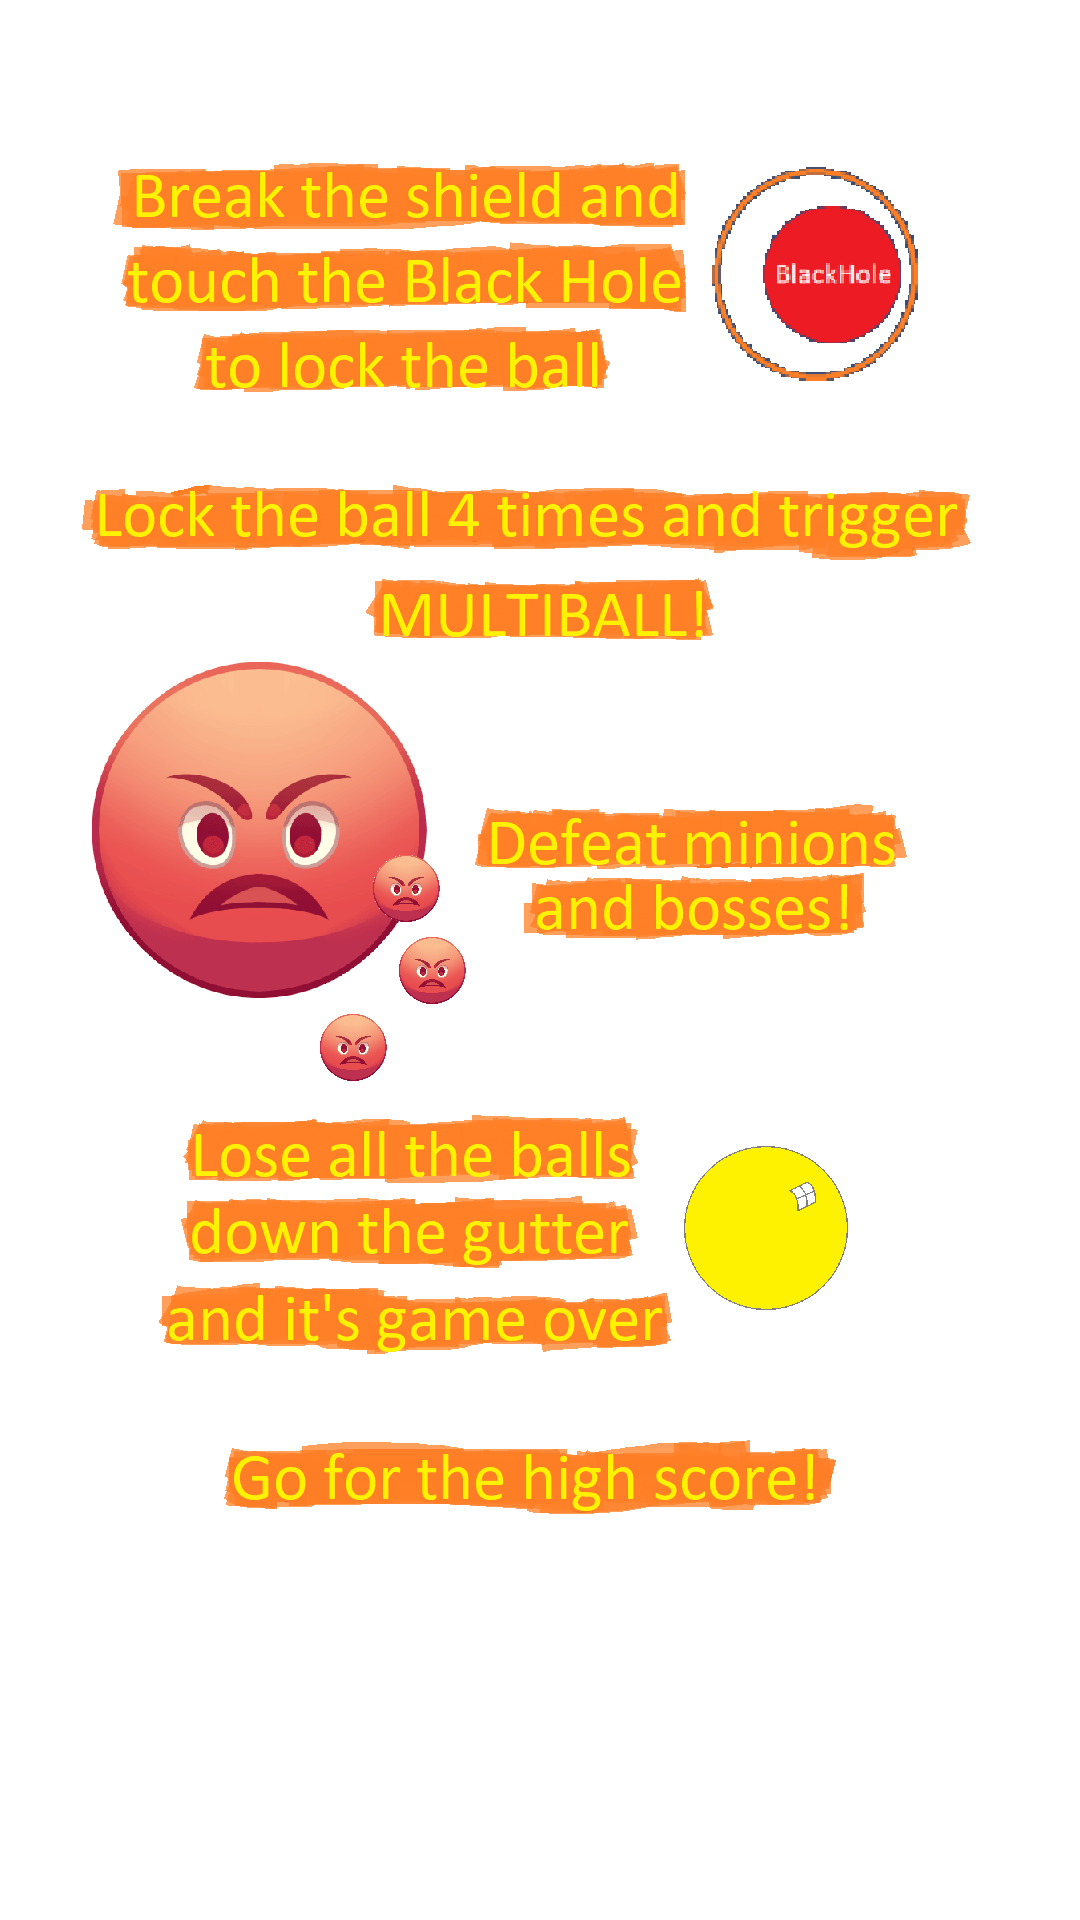 Break the shield and
touch the Black Hole
to lock the ball
BlackHole
Lock the ball 4 times and trigger
MULTIBALL!
Defeat minions
and bosses!
Lose all the balls
down the gutter
and it's game over
Go for the high score!